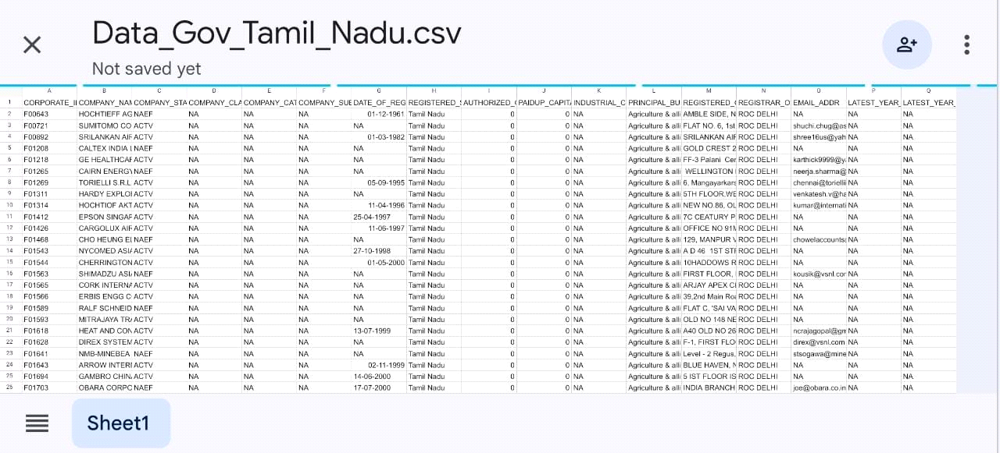 Data_Gov_Tamil_Nadu.csv
Not saved yet
A B C D E F G H I J K L M N O P Q
1 CORPORATE_I COMPANY_NAM COMPANY_STA COMPANY_CLA COMPANY_CAT COMPANY_SUB DATE_OF_REG REGISTERED_S AUTHORIZED_C PAIDUP_CAPITA INDUSTRIAL_C PRINCIPAL_BU REGISTERED_O REGISTRAR_O EMAIL_ADDR LATEST_YEAR_ LATEST_YEAR_
2 F00643 HOCHTIEFF AG NAEF NA NA NA 01-12-1961 Tamil Nadu 0 0 NA Agriculture & alli AMBLE SIDE, N ROC DELHI NA NA NA
3 F00721 SUMITOMO CO ACTV NA NA NA NA Tamil Nadu 0 0 NA Agriculture & alli FLAT NO. 6, 1st ROC DELHI shuchi.chug@as NA NA
4 F00892 SRILANKAN AIR ACTV NA NA NA 01-03-1982 Tamil Nadu 0 0 NA Agriculture & alli SRILANKAN AIR ROC DELHI shree16us@yah NA NA
5 F01208 CALTEX INDIA L NAEF NA NA NA NA Tamil Nadu 0 0 NA Agriculture & alli GOLD CREST 2 ROC DELHI NA NA NA
6 F01218 GE HEALTHCAR ACTV NA NA NA NA Tamil Nadu 0 0 NA Agriculture & alli FF-3 Palani Cen ROC DELHI karthick9999@y NA NA
7 F01265 CAIRN ENERGY NAEF NA NA NA NA Tamil Nadu 0 0 NA Agriculture & alli WELLINGTON ROC DELHI neerja.sharma@ NA NA
8 F01269 TORIELLI S.R.L ACTV NA NA NA 05-09-1995 Tamil Nadu 0 0 NA Agriculture & alli 6, Mangayarkars ROC DELHI chennai@torielli NA NA
9 F01311 HARDY EXPLOI ACTV NA NA NA NA Tamil Nadu 0 0 NA Agriculture & alli 5TH FLOOR,WE ROC DELHI venkatesh.v@ha NA NA
10 F01314 HOCHTIOF AKT ACTV NA NA NA 11-04-1996 Tamil Nadu 0 0 NA Agriculture & alli NEW NO.86, OL ROC DELHI kumar@internati NA NA
11 F01412 EPSON SINGAF ACTV NA NA NA 25-04-1997 Tamil Nadu 0 0 NA Agriculture & alli 7C CEATURY P ROC DELHI NA NA NA
12 F01426 CARGOLUX AIR ACTV NA NA NA 11-06-1997 Tamil Nadu 0 0 NA Agriculture & alli OFFICE NO 91 ROC DELHI NA NA NA
13 F01468 CHO HEUNG EL NAEF NA NA NA NA Tamil Nadu 0 0 NA Agriculture & alli 129, MANPUR V ROC DELHI chowelaccounts NA NA
14 F01543 NYCOMED ASIA ACTV NA NA NA 27-10-1998 Tamil Nadu 0 0 NA Agriculture & alli A D 46 1ST STR ROC DELHI NA NA NA
15 F01544 CHERRINGTON ACTV NA NA NA 01-05-2000 Tamil Nadu 0 0 NA Agriculture & alli 10HADDOWS R ROC DELHI NA NA NA
16 F01563 SHIMADZU ASIA NAEF NA NA NA NA Tamil Nadu 0 0 NA Agriculture & alli FIRST FLOOR, ROC DELHI kousik@vsnl.cor NA NA
17 F01565 CORK INTERNA ACTV NA NA NA NA Tamil Nadu 0 0 NA Agriculture & alli ARJAY APEX C ROC DELHI NA NA NA
18 F01566 ERBIS ENGG C ACTV NA NA NA NA Tamil Nadu 0 0 NA Agriculture & alli 39,2nd Main Roa ROC DELHI NA NA NA
19 F01589 RALF SCHNEID NAEF NA NA NA NA Tamil Nadu 0 0 NA Agriculture & alli FLAT C, 'SAI VA ROC DELHI NA NA NA
20 F01593 MITRAJAYA TRA ACTV NA NA NA NA Tamil Nadu 0 0 NA Agriculture & alli OLD NO 148 NE ROC DELHI NA NA NA
21 F01618 HEAT AND CON ACTV NA NA NA 13-07-1999 Tamil Nadu 0 0 NA Agriculture & alli A40 OLD NO 26 ROC DELHI ncrajagopal@gm NA NA
22 F01628 DIREX SYSTEM ACTV NA NA NA NA Tamil Nadu 0 0 NA Agriculture & alli F-1, FIRST FLO ROC DELHI direx@vsnl.com NA NA
23 F01641 NMB-MINEBEA NAEF NA NA NA NA Tamil Nadu 0 0 NA Agriculture & alli Level - 2 Regus, ROC DELHI stsogawa@mine NA NA
24 F01643 ARROW INTERI ACTV NA NA NA 02-11-1999 Tamil Nadu 0 0 NA Agriculture & alli BLUE HAVEN, N ROC DELHI NA NA NA
25 F01694 GAMBRO CHIN ACTV NA NA NA 14-06-2000 Tamil Nadu 0 0 NA Agriculture & alli 5 IST FLOOR IS ROC DELHI NA NA NA
26 F01703 OBARA CORPO NAEF NA NA NA 17-07-2000 Tamil Nadu 0 0 NA Agriculture & alli INDIA BRANCH ROC DELHI joe@obara.co.in NA NA
Sheet1